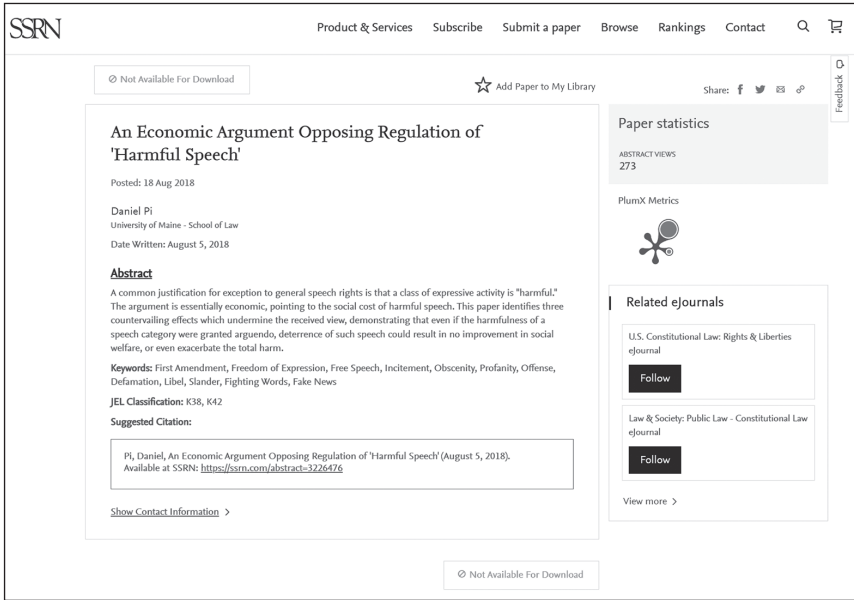 SSRN
Product & Services Subscribe Submit a paper Browse Rankings Contact
Not Available For Download
Add Paper to My Library
Share:
Feedback
An Economic Argument Opposing Regulation of
'Harmful Speech'
Posted: 18 Aug 2018
Daniel Pi
University of Maine - School of Law
Date Written: August 5, 2018
Abstract
A common justification for exception to general speech rights is that a class of expressive activity is "harmful."
The argument is essentially economic, pointing to the social cost of harmful speech. This paper identifies three
countervailing effects which undermine the received view, demonstrating that even if the harmfulness of a
speech category were granted arguendo, deterrence of such speech could result in no improvement in social
welfare, or even exacerbate the total harm.
Keywords: First Amendment, Freedom of Expression, Free Speech, Incitement, Obscenity, Profanity, Offense,
Defamation, Libel, Slander, Fighting Words, Fake News
JEL Classification: K38, K42
Suggested Citation:
Pi, Daniel, An Economic Argument Opposing Regulation of 'Harmful Speech' (August 5, 2018).
Available at SSRN: https://ssrn.com/abstract=3226476
Show Contact Information >
Not Available For Download
Paper statistics
ABSTRACT VIEWS
273
PlumX Metrics
Related eJournals
U.S. Constitutional Law: Rights & Liberties
eJournal
Follow
Law & Society: Public Law - Constitutional Law
eJournal
Follow
View more >